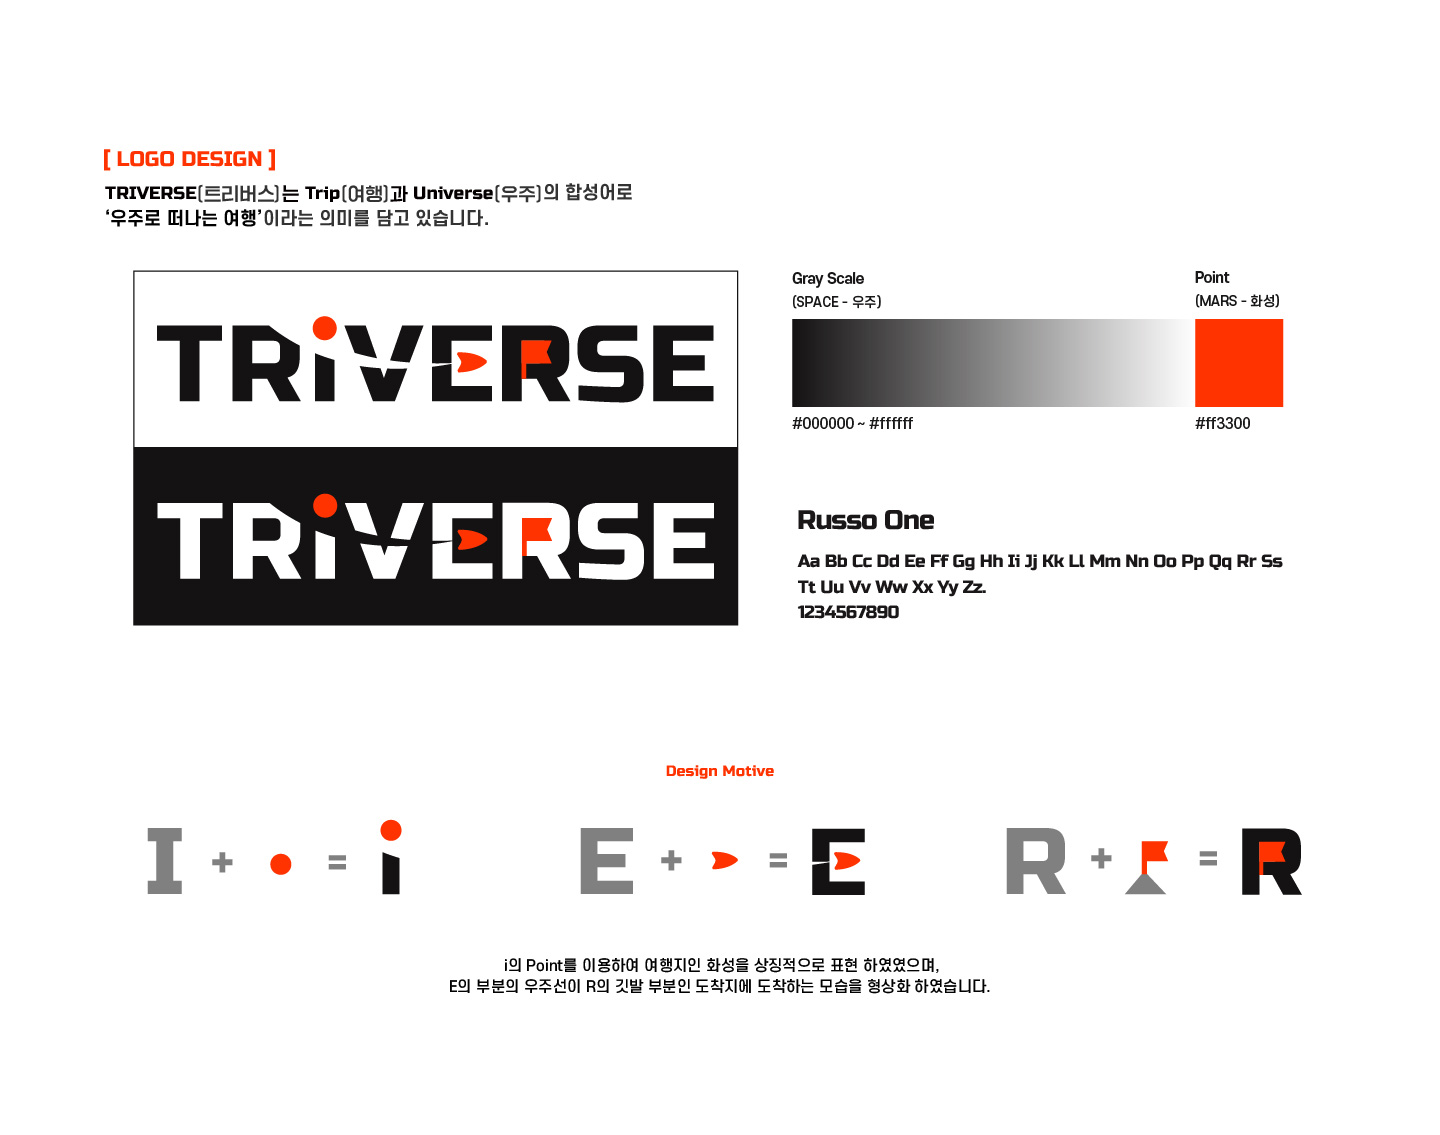 [ LOGO DESIGN ]
TRIVERSE(트리버스)는 Trip(여행)과 Universe(우주)의 합성어로
‘우주로 떠나는 여행’이라는 의미를 담고 있습니다.
TRiVERSE
TRiVERSE
Gray Scale
(SPACE - 우주)
#000000 ~ #ffffff
Point
(MARS - 화성)
#ff3300
Russo One
Aa Bb Cc Dd Ee Ff Gg Hh Ii Jj Kk Ll Mm Nn Oo Pp Qq Rr Ss
Tt Uu Vv Ww Xx Yy Zz.
1234567890
Design Motive
I + = i
E + = E
R + = R
i의 Point를 이용하여 여행지인 화성을 상징적으로 표현 하였였으며,
E의 부분의 우주선이 R의 깃발 부분인 도착지에 도착하는 모습을 형상화 하였습니다.